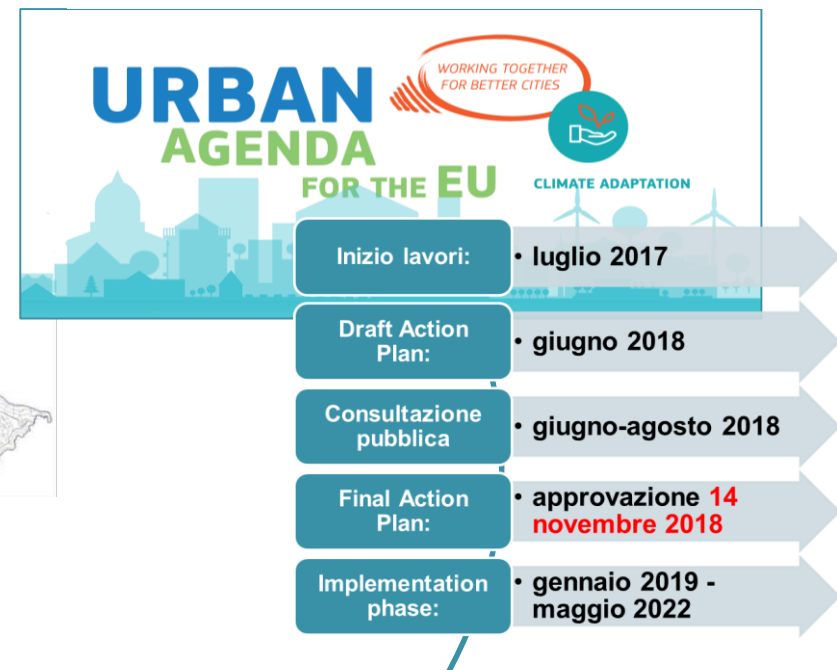 WORKING TOGETHER
FOR BETTER CITIES
URBAN
AGENDA
FOR THE EU
CLIMATE ADAPTATION
Inizio lavori:
• luglio 2017
Draft Action
Plan:
• giugno 2018
Consultazione
pubblica
• giugno-agosto 2018
Final Action
Plan:
• approvazione 14
novembre 2018
Implementation
phase:
• gennaio 2019 -
maggio 2022